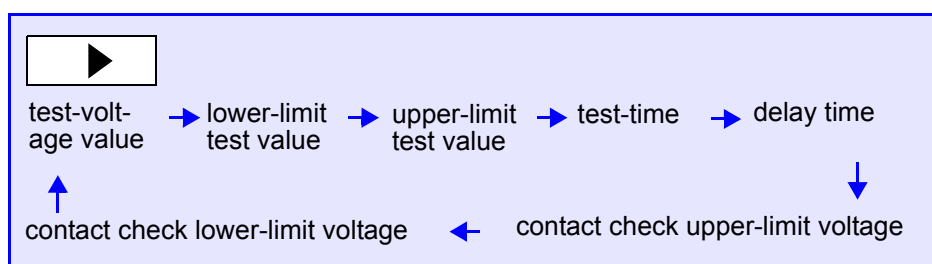 test-volt-
age value
lower-limit
test value
upper-limit
test value
test-time
delay time
contact check upper-limit voltage
contact check lower-limit voltage